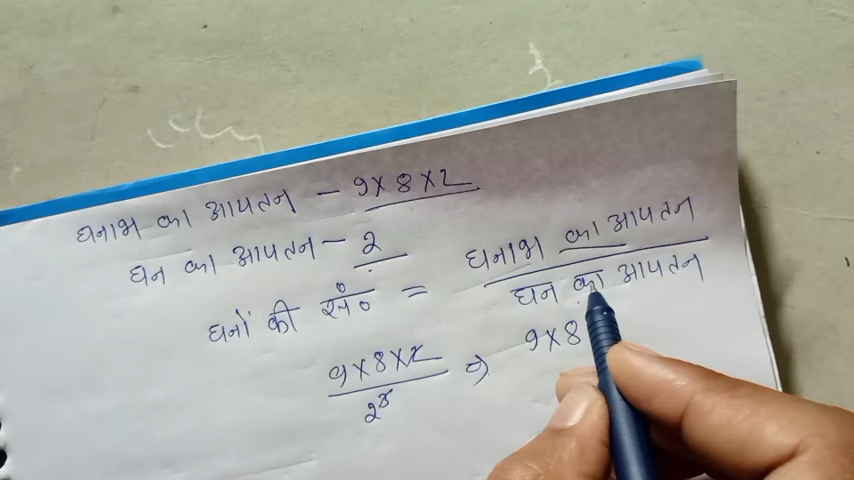 घनाभ का आयतन - 9×8×2
घन का आयतन - 2
घनों की सं० = घनाभ का आयतन / घन का आयतन
9×8×2 / 2 ⇒ 9×8